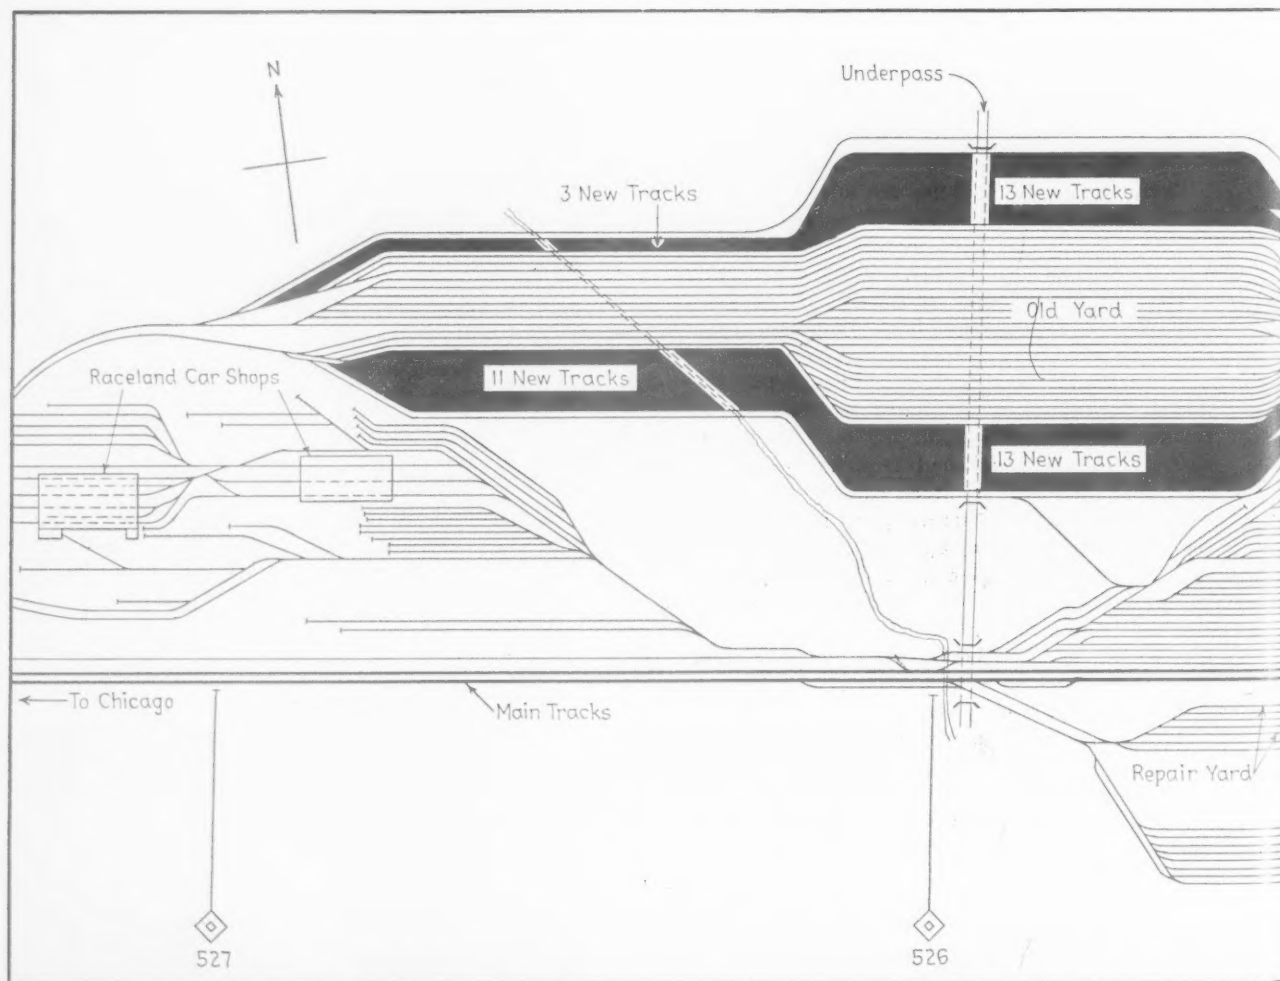 N
Underpass
3 New Tracks
13 New Tracks
Old Yard
Raceland Car Shops
11 New Tracks
13 New Tracks
To Chicago
Main Tracks
Repair Yard
527
526